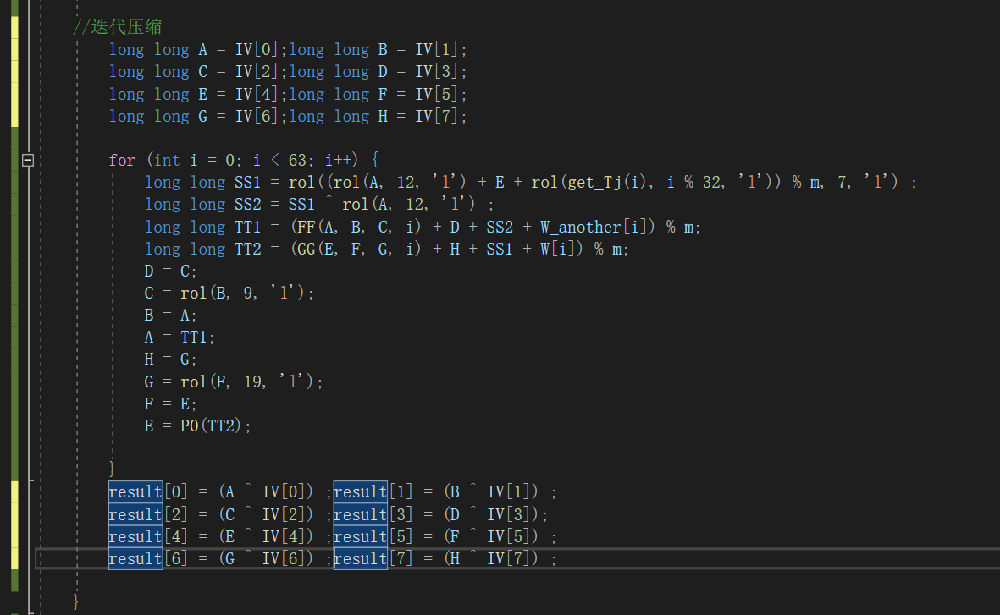 //迭代压缩
long long A = IV[0];long long B = IV[1];
long long C = IV[2];long long D = IV[3];
long long E = IV[4];long long F = IV[5];
long long G = IV[6];long long H = IV[7];
for (int i = 0; i < 63; i++) {
long long SS1 = rol((rol(A, 12, 'l') + E + rol(get_Tj(i), i % 32, 'l')) % m, 7, 'l') ;
long long SS2 = SS1 ^ rol(A, 12, 'l') ;
long long TT1 = (FF(A, B, C, i) + D + SS2 + W_another[i]) % m;
long long TT2 = (GG(E, F, G, i) + H + SS1 + W[i]) % m;
D = C;
C = rol(B, 9, 'l');
B = A;
A = TT1;
H = G;
G = rol(F, 19, 'l');
F = E;
E = P0(TT2);
}
result[0] = (A ^ IV[0]) ;result[1] = (B ^ IV[1]) ;
result[2] = (C ^ IV[2]) ;result[3] = (D ^ IV[3]);
result[4] = (E ^ IV[4]) ;result[5] = (F ^ IV[5]) ;
result[6] = (G ^ IV[6]) ;result[7] = (H ^ IV[7]) ;
}